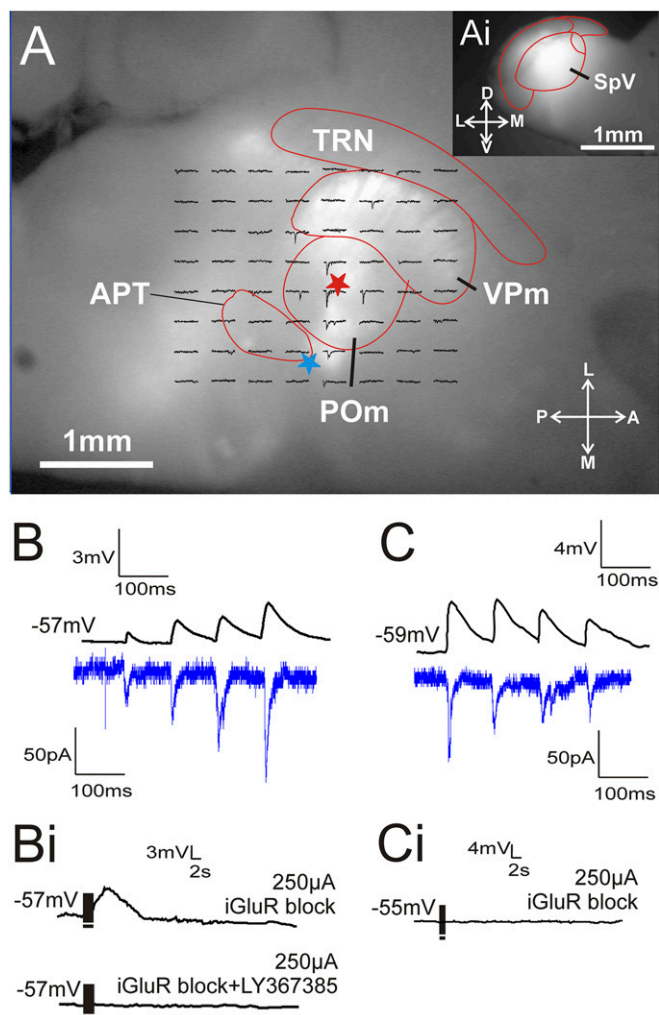 A
Ai
SpV
D
L M
V
1mm
TRN
APT
VPm
POm
1mm
L
P A
M
B
3mV
100ms
-57mV
50pA
100ms
C
4mV
100ms
-59mV
50pA
100ms
Bi
3mV
2s
-57mV
250µA
iGluR block
250µA
-57mV
iGluR block+LY367385
Ci
4mV
2s
250µA
iGluR block
-55mV